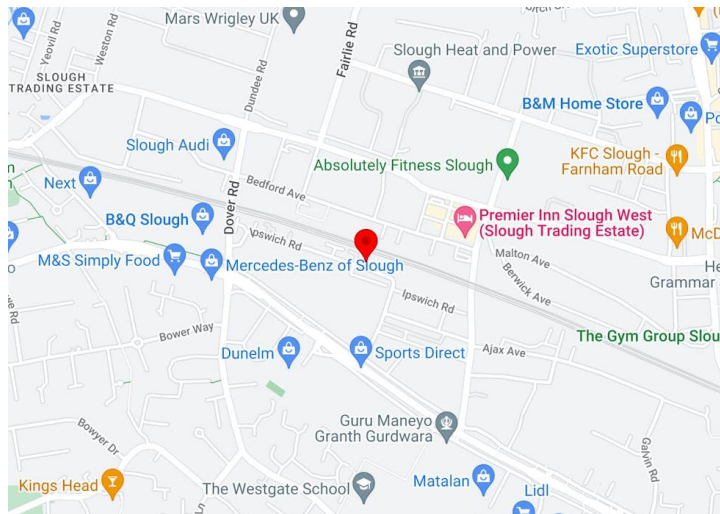 Mars Wrigley UK
Yeovil Rd
Weston Rd
Dundee Rd
Fairlie Rd
Slough Heat and Power
Exotic Superstore
SLOUGH
TRADING ESTATE
B&M Home Store
Slough Audi
Absolutely Fitness Slough
KFC Slough -
Farnham Road
Next
Bedford Ave
Dover Rd
B&Q Slough
Premier Inn Slough West
(Slough Trading Estate)
Ipswich Rd
Malton Ave
M&S Simply Food
Mercedes-Benz of Slough
Berwick Ave
Grammar
Ipswich Rd
Bower Way
The Gym Group Slou
Dunelm
Sports Direct
Ajax Ave
Guru Maneyo
Granth Gurdwara
Bowyer Dr
Galvin Rd
Kings Head
The Westgate School
Matalan
Lidl